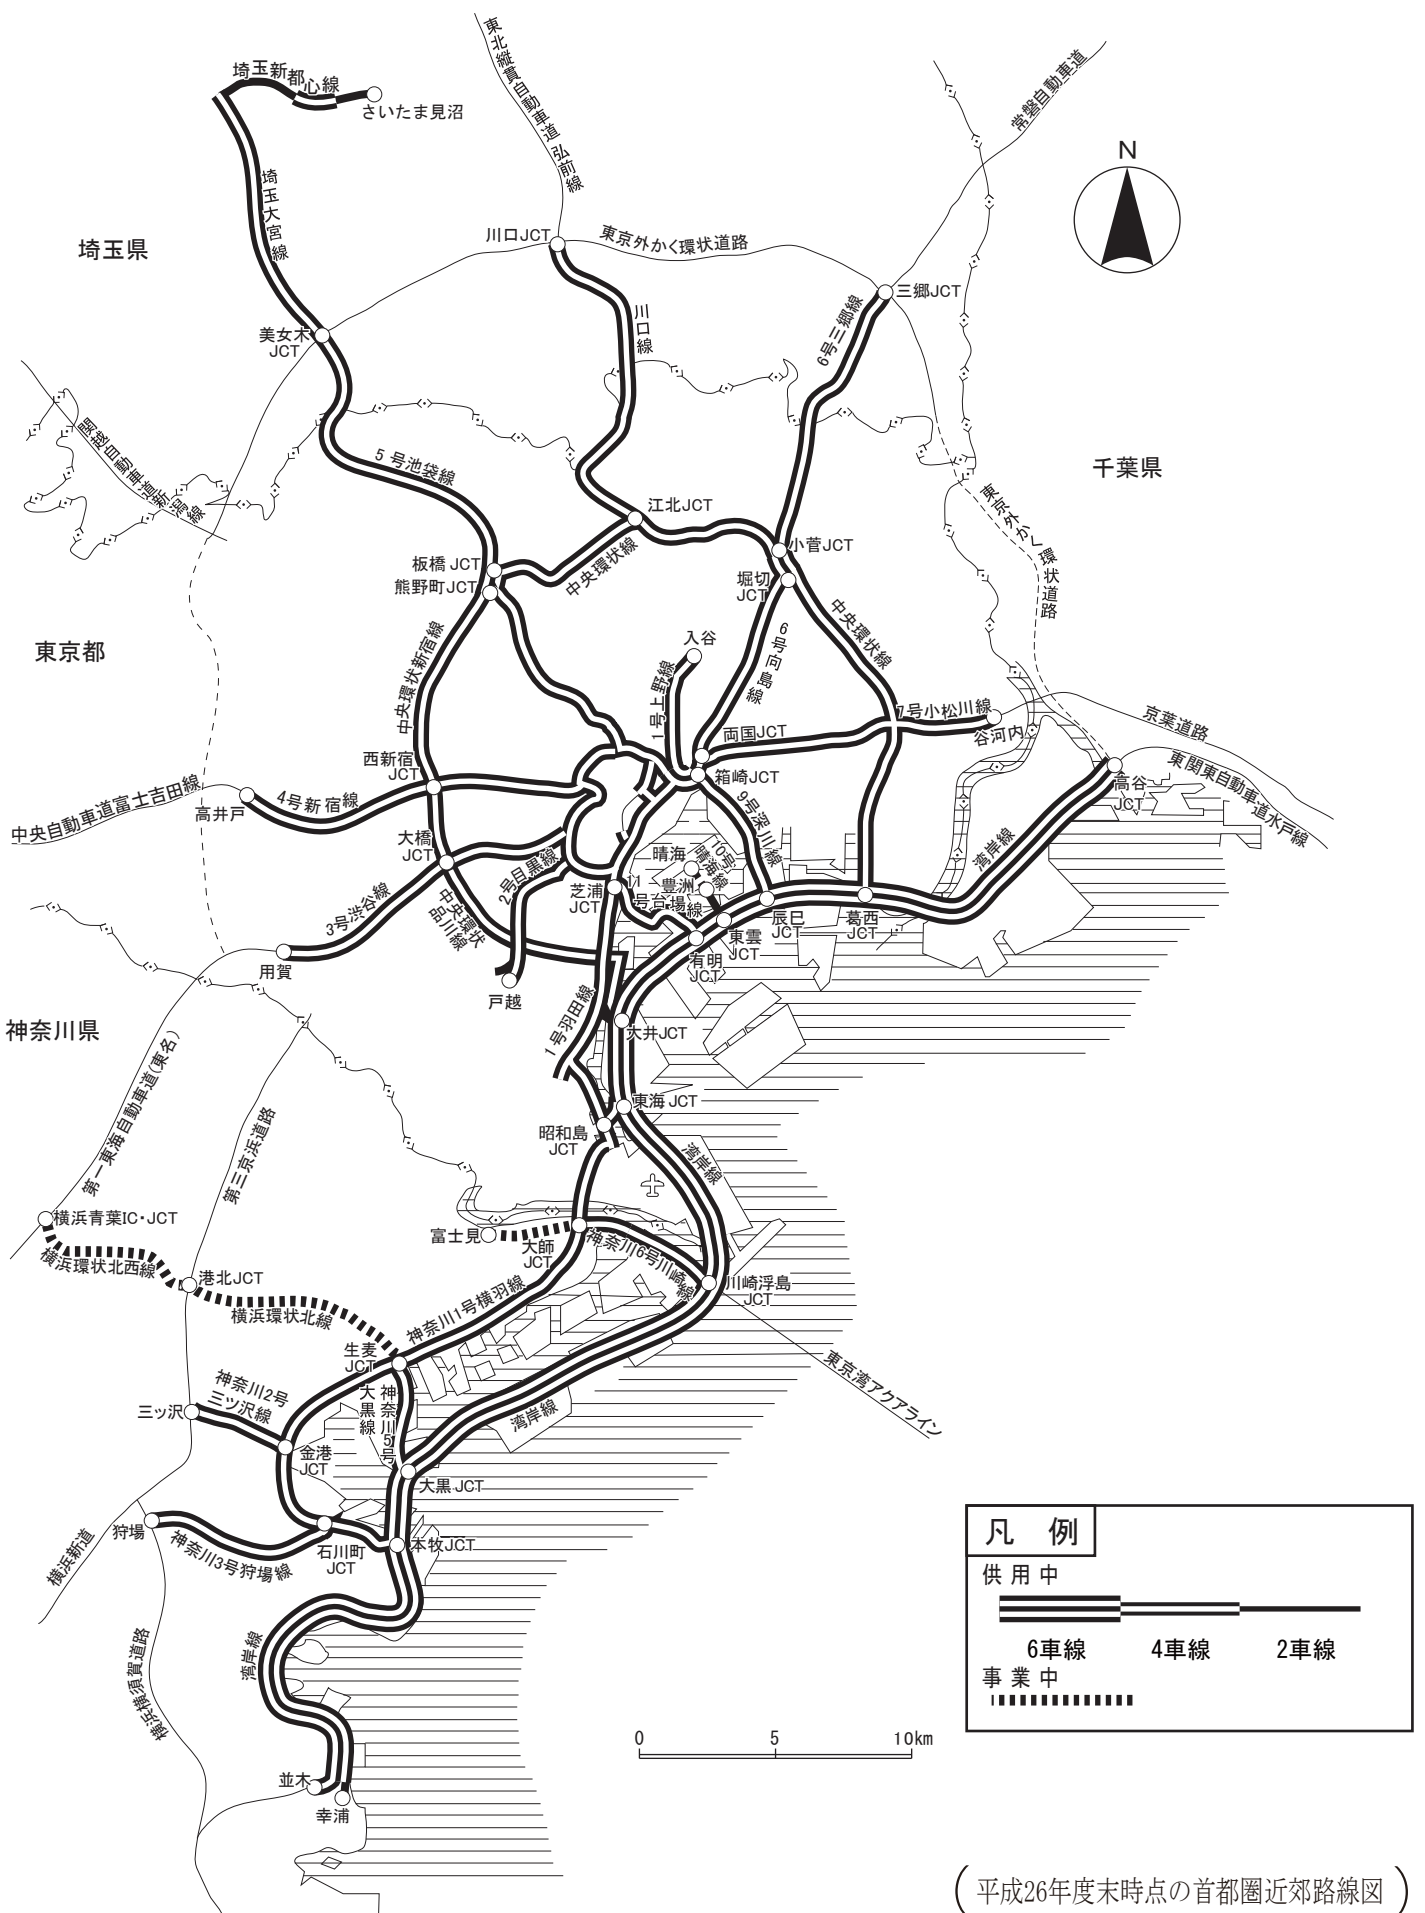 東北縦貫自動車道 弘前線
埼玉新都心線
さいたま見沼
常磐自動車道
N
埼玉大宮線
埼玉県
川口JCT
東京外かく環状道路
三郷JCT
川口線
6号三郷線
美女木
JCT
関越自動車道新潟線
5号池袋線
千葉県
江北JCT
東京外かく環状道路
小菅JCT
板橋JCT
熊野町JCT
中央環状線
堀切
JCT
中央環状線
東京都
中央環状新宿線
入谷
1号上野線
6号向島線
7号小松川線
谷河内
京葉道路
両国JCT
西新宿
JCT
箱崎JCT
高谷
JCT
東関東自動車道水戸線
中央自動車道富士吉田線
高井戸
4号新宿線
9号深川線
湾岸線
大橋
JCT
2号目黒線
晴海
10号
晴海線
豊洲
芝浦
JCT
11号台場線
3号渋谷線
中央環状
品川線
辰巳
JCT
葛西
JCT
東雲
JCT
有明
JCT
用賀
戸越
神奈川県
1号羽田線
大井JCT
第一東海自動車道(東名)
第三京浜道路
東海JCT
昭和島
JCT
湾岸線
横浜青葉IC・JCT
富士見
大師
JCT
神奈川6号川崎線
横浜環状北西線
港北JCT
川崎浮島
JCT
横浜環状北線
神奈川1号横羽線
生麦
JCT
東京湾アクアライン
神奈川2号
三ツ沢線
神奈川5号
大黒線
三ッ沢
湾岸線
金港
JCT
大黒JCT
狩場
神奈川3号狩場線
石川町
JCT
本牧JCT
横浜新道
横浜横須賀道路
湾岸線
並木
幸浦
凡 例
供用中
6車線 4車線 2車線
事業中
0 5 10km
(平成26年度末時点の首都圏近郊路線図)